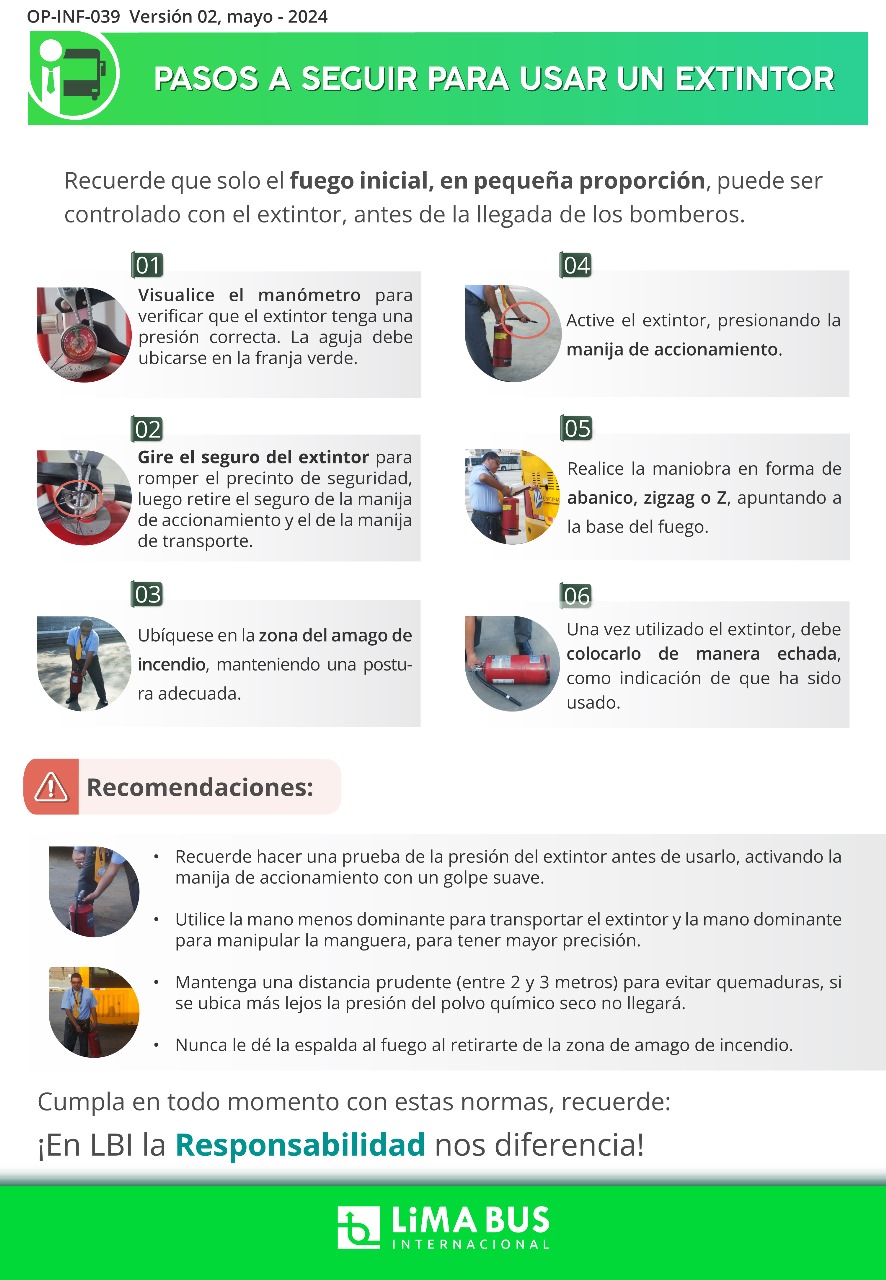 OP-INF-039 Versión 02, mayo - 2024
PASOS A SEGUIR PARA USAR UN EXTINTOR
Recuerde que solo el fuego inicial, en pequeña proporción, puede ser
controlado con el extintor, antes de la llegada de los bomberos.
01
Visualice el manómetro para
verificar que el extintor tenga una
presión correcta. La aguja debe
ubicarse en la franja verde.
02
Gire el seguro del extintor para
romper el precinto de seguridad,
luego retire el seguro de la manija
de accionamiento y el de la manija
de transporte.
03
Ubíquese en la zona del amago de
incendio, manteniendo una postu-
ra adecuada.
04
Active el extintor, presionando la
manija de accionamiento.
05
Realice la maniobra en forma de
abanico, zigzag o Z, apuntando a
la base del fuego.
06
Una vez utilizado el extintor, debe
colocarlo de manera echada,
como indicación de que ha sido
usado.
Recomendaciones:
• Recuerde hacer una prueba de la presión del extintor antes de usarlo, activando la
manija de accionamiento con un golpe suave.
• Utilice la mano menos dominante para transportar el extintor y la mano dominante
para manipular la manguera, para tener mayor precisión.
• Mantenga una distancia prudente (entre 2 y 3 metros) para evitar quemaduras, si
se ubica más lejos la presión del polvo químico seco no llegará.
• Nunca le dé la espalda al fuego al retirarte de la zona de amago de incendio.
Cumpla en todo momento con estas normas, recuerde:
¡En LBI la Responsabilidad nos diferencia!
LiMA BUS
INTERNACIONAL